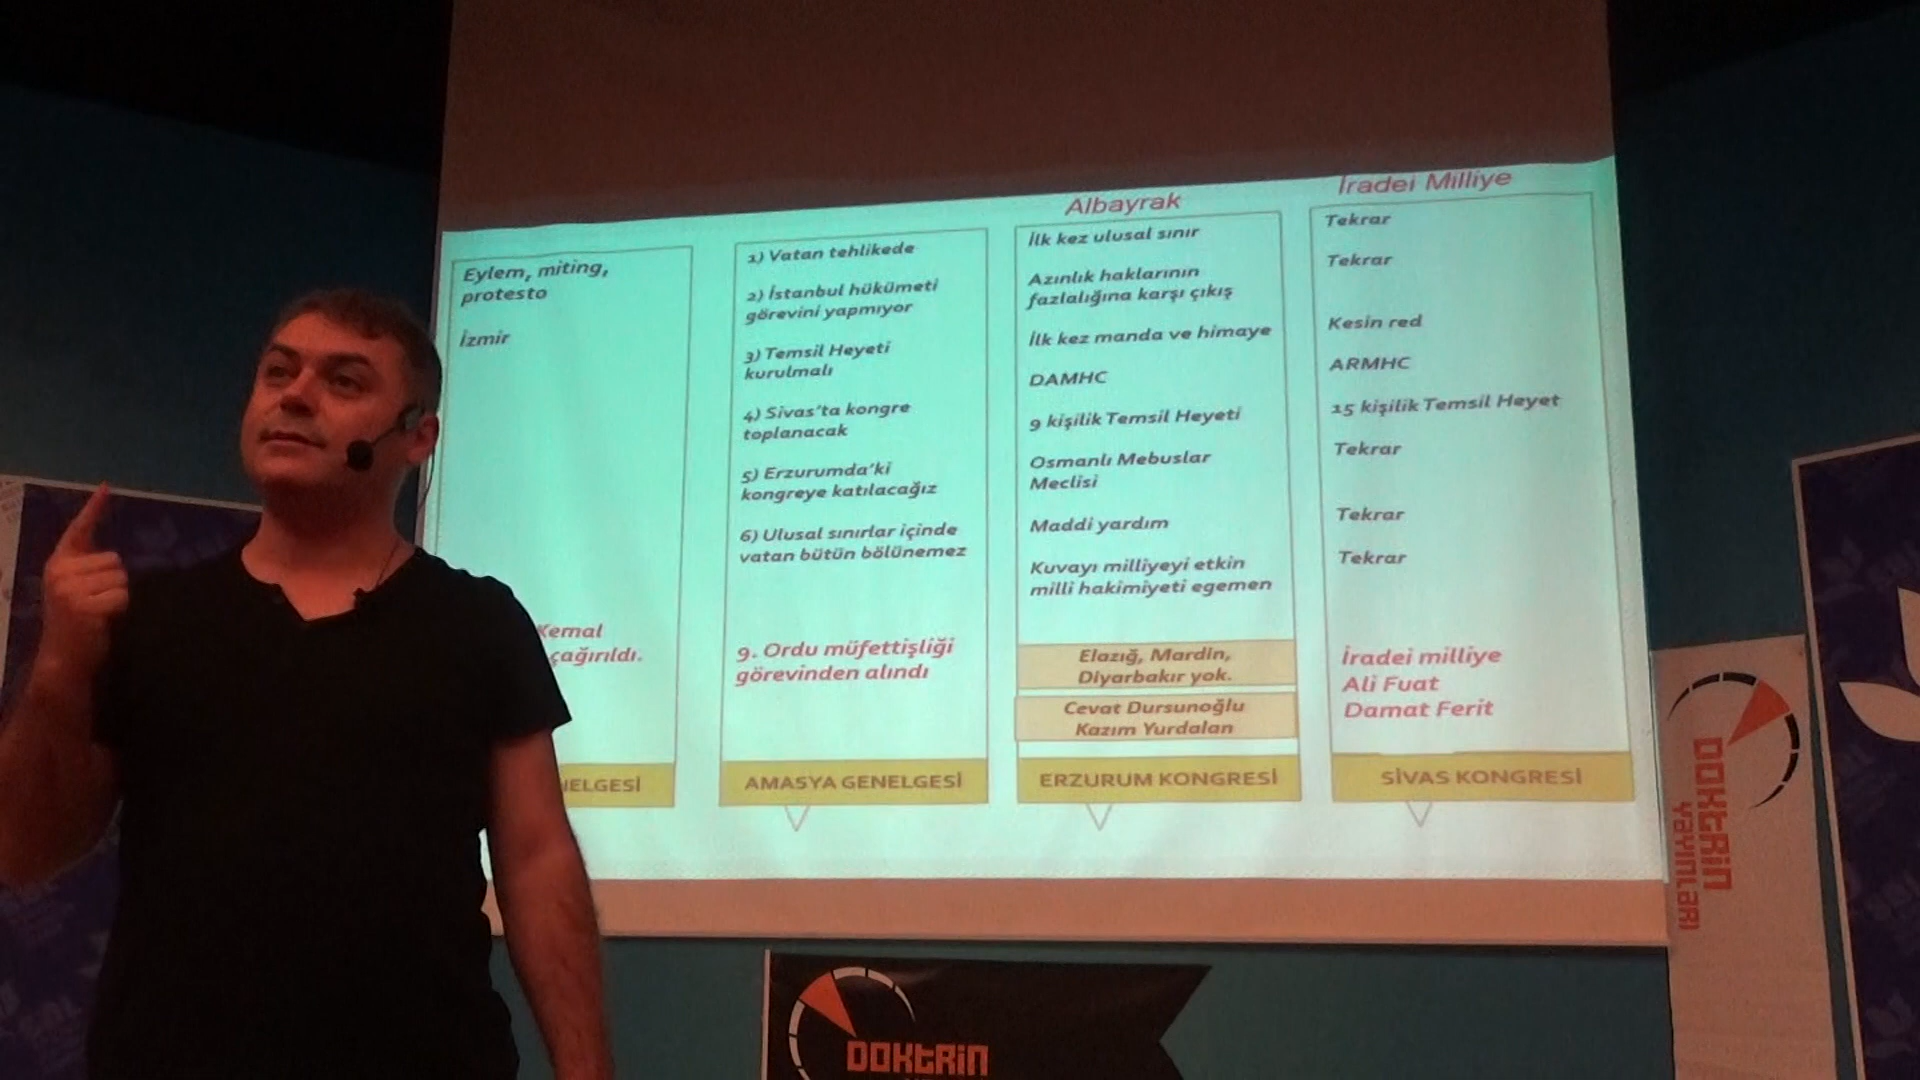 Eylem, miting,
protesto
İzmir
Kemal
çağırıldı.
NELGESİ
1) Vatan tehlikede
2) İstanbul hükümeti
görevini yapmıyor
3) Temsil Heyeti
kurulmalı
4) Sivas'ta kongre
toplanacak
5) Erzurumda'ki
kongreye katılacağız
6) Ulusal sınırlar içinde
vatan bütün bölünemez
9. Ordu müfettişliği
görevinden alındı
AMASYA GENELGESİ
Albayrak
İlk kez ulusal sınır
Azınlık haklarının
fazlalığına karşı çıkış
İlk kez manda ve himaye
DAMHC
9 kişilik Temsil Heyeti
Osmanlı Mebuslar
Meclisi
Maddi yardım
Kuvayı milliyeyi etkin
milli hakimiyeti egemen
Elazığ, Mardin,
Diyarbakır yok.
Cevat Dursunoğlu
Kazım Yurdalan
ERZURUM KONGRESİ
İradei Milliye
Tekrar
Tekrar
Kesin red
ARMHC
15 kişilik Temsil Heyet
Tekrar
Tekrar
Tekrar
İradei milliye
Ali Fuat
Damat Ferit
SİVAS KONGRESİ
DOKTRİN
yayınları
DOKTRİN